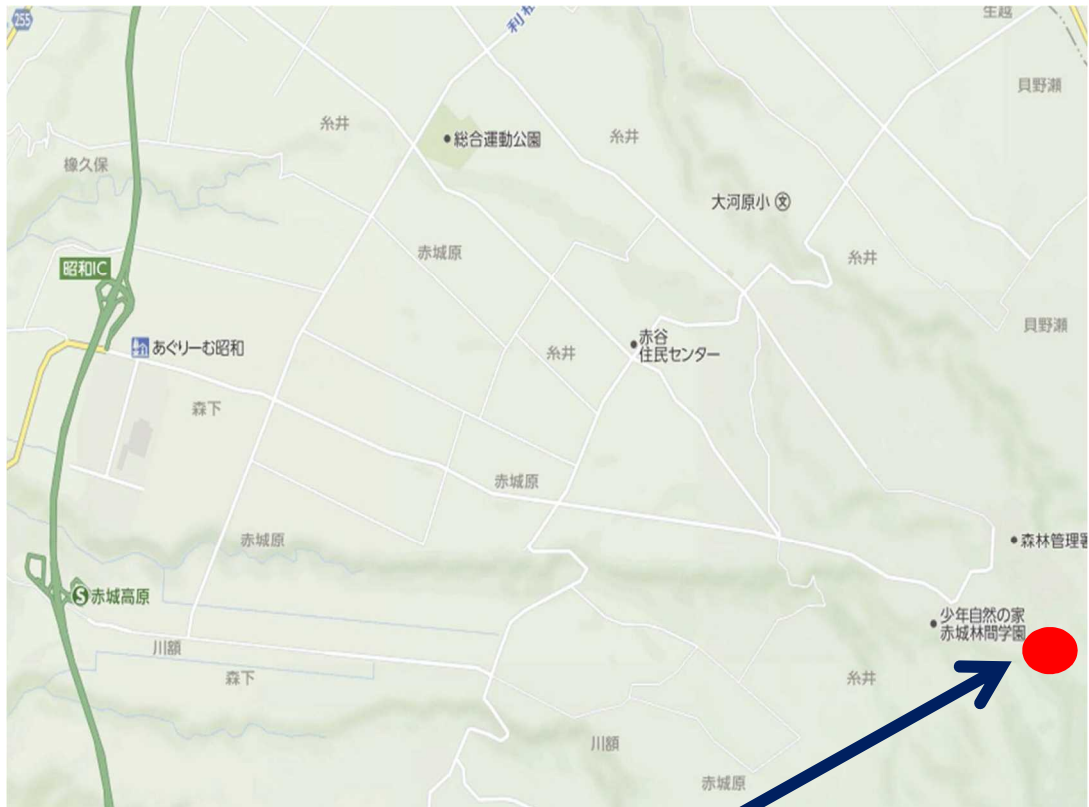 255
利根
生越
貝野瀬
糸井
総合運動公園
糸井
橡久保
大河原小 文
赤城原
糸井
昭和IC
貝野瀬
赤谷
住民センター
あぐりーむ昭和
糸井
森下
赤城原
赤城原
森林管理署
S 赤城高原
少年自然の家
赤城林間学園
川額
森下
糸井
川額
赤城原